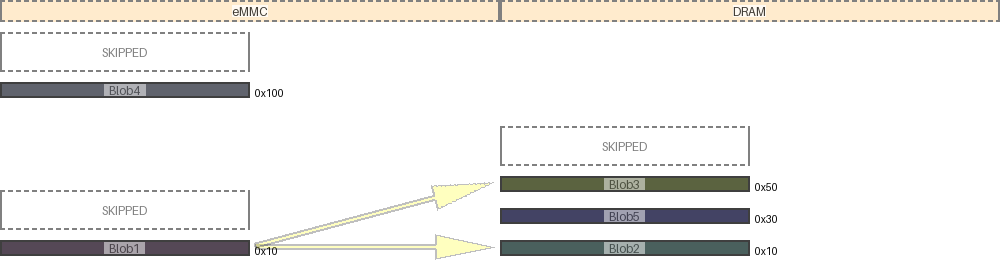 eMMC
DRAM
SKIPPED
Blob4
0x100
SKIPPED
Blob3
0x50
SKIPPED
Blob5
0x30
Blob1
0x10
Blob2
0x10